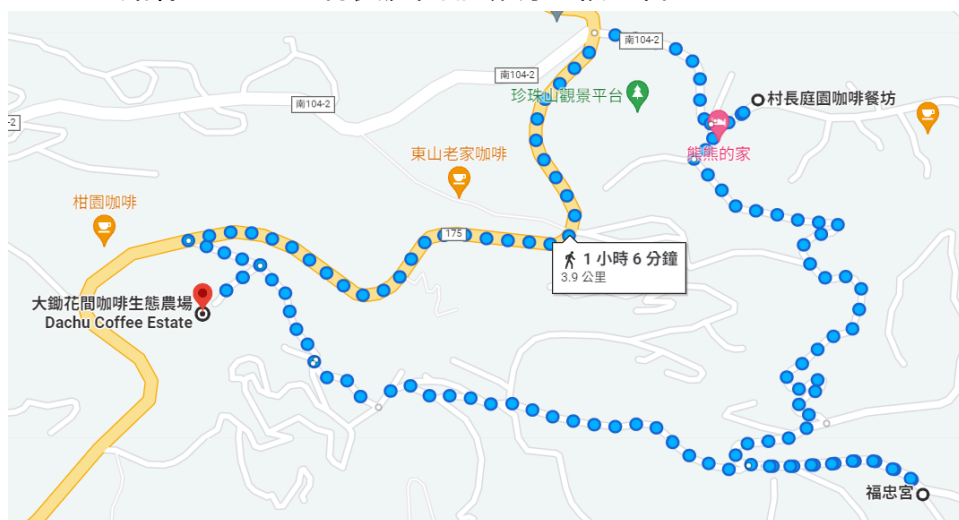 南104-2
南104-2
南104-2
-2
珍珠山觀景平台
村長庭園咖啡餐坊
熊熊的家
東山老家咖啡
柑園咖啡
175
1 小時 6 分鐘
3.9 公里
大鋤花間咖啡生態農場
Dachu Coffee Estate
福忠宮